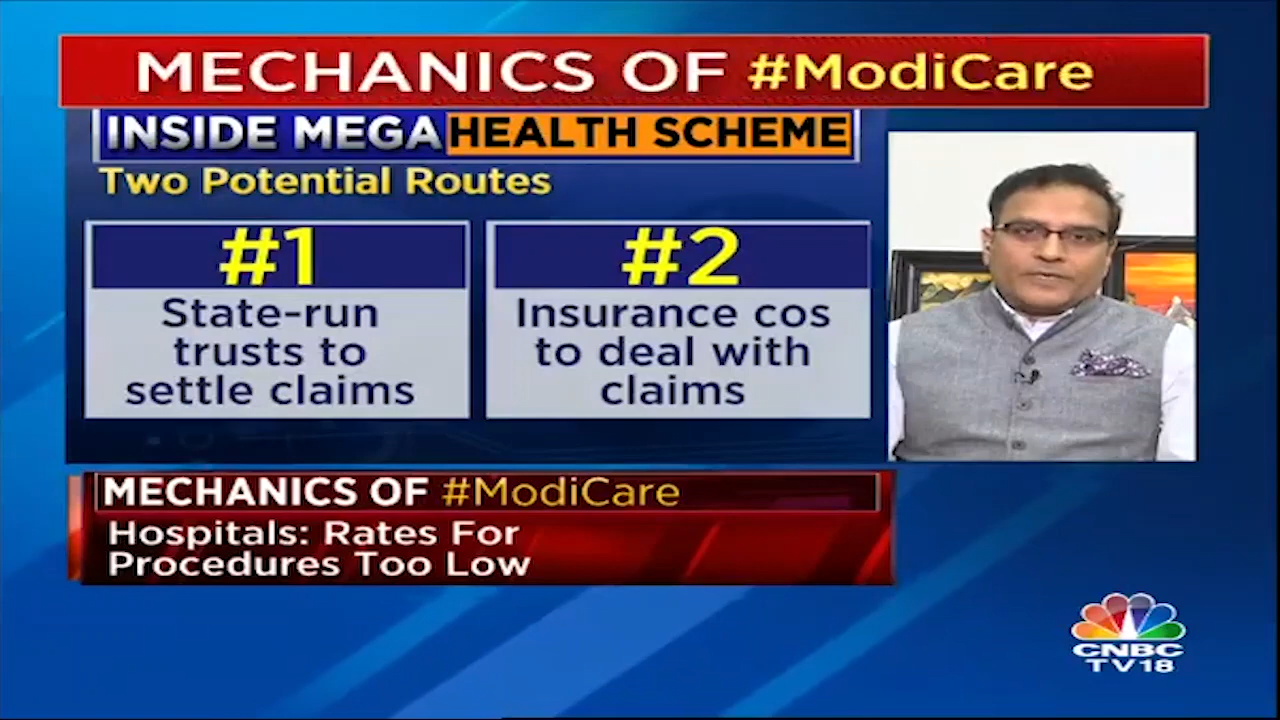 MECHANICS OF #ModiCare
INSIDE MEGA HEALTH SCHEME
Two Potential Routes
#1
State-run
trusts to
settle claims
#2
Insurance cos
to deal with
claims
MECHANICS OF #ModiCare
Hospitals: Rates For
Procedures Too Low
CNBC
TV18